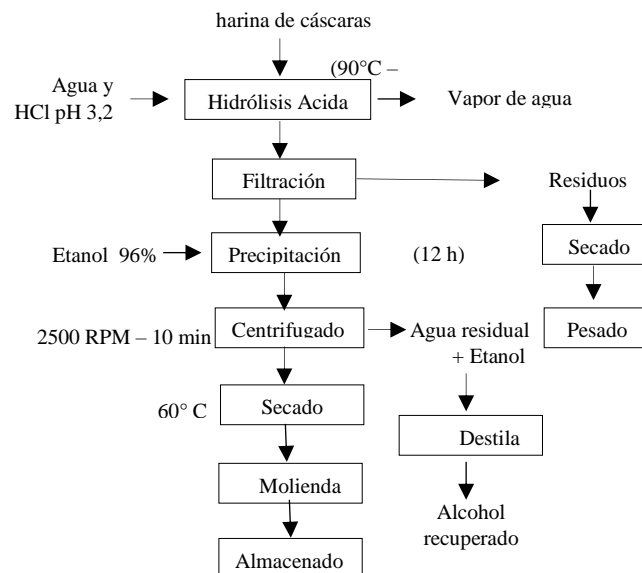 harina de cáscaras
(90°C –
Agua y
HCl pH 3,2
Hidrólisis Acida
Vapor de agua
Filtración
Residuos
Etanol 96%
Precipitación
(12 h)
Secado
2500 RPM – 10 min
Centrifugado
Agua residual
+ Etanol
Pesado
60° C
Secado
Destila
Molienda
Alcohol
recuperado
Almacenado